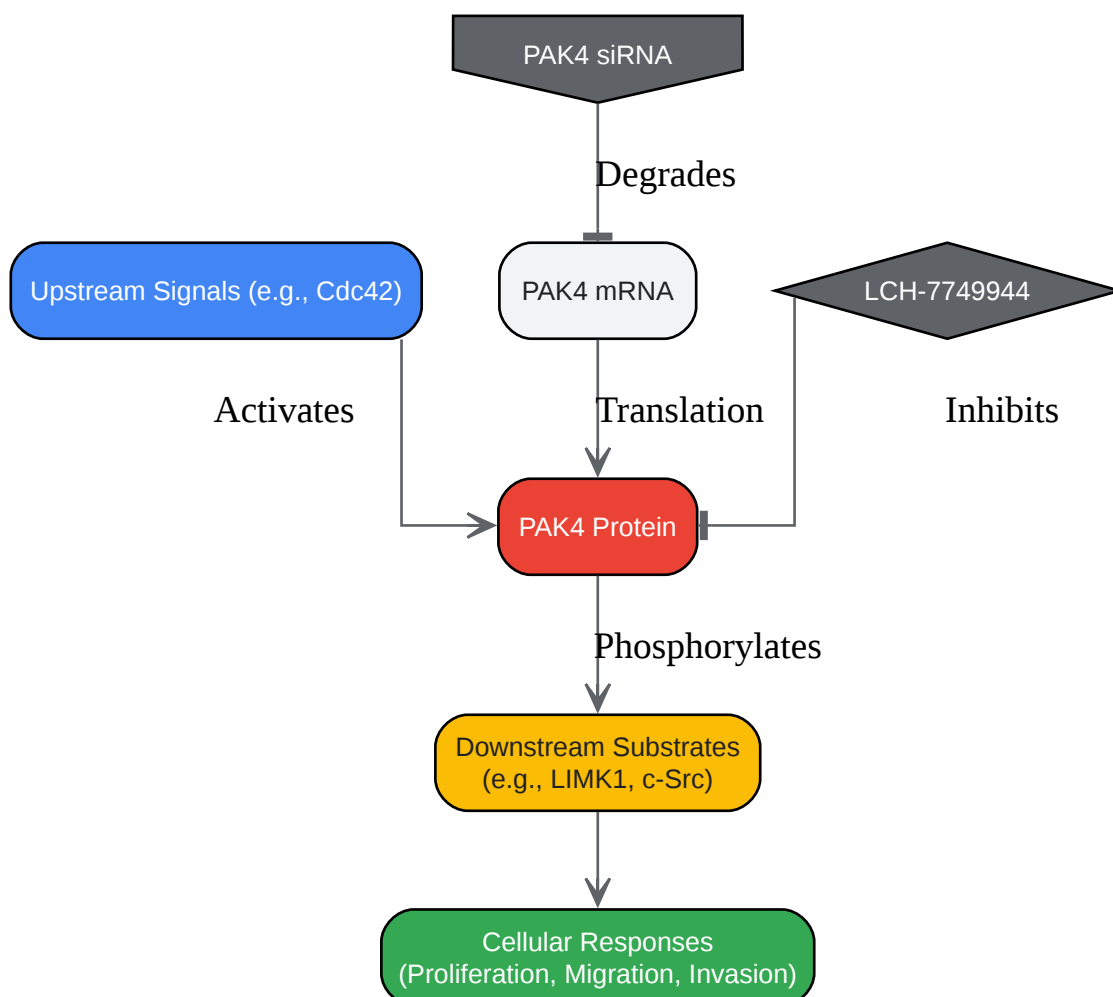 PAK4 siRNA
Degrades
Upstream Signals (e.g., Cdc42)
PAK4 mRNA
LCH-7749944
Activates
Translation
Inhibits
PAK4 Protein
Phosphorylates
Downstream Substrates
(e.g., LIMK1, c-Src)
Cellular Responses
(Proliferation, Migration, Invasion)